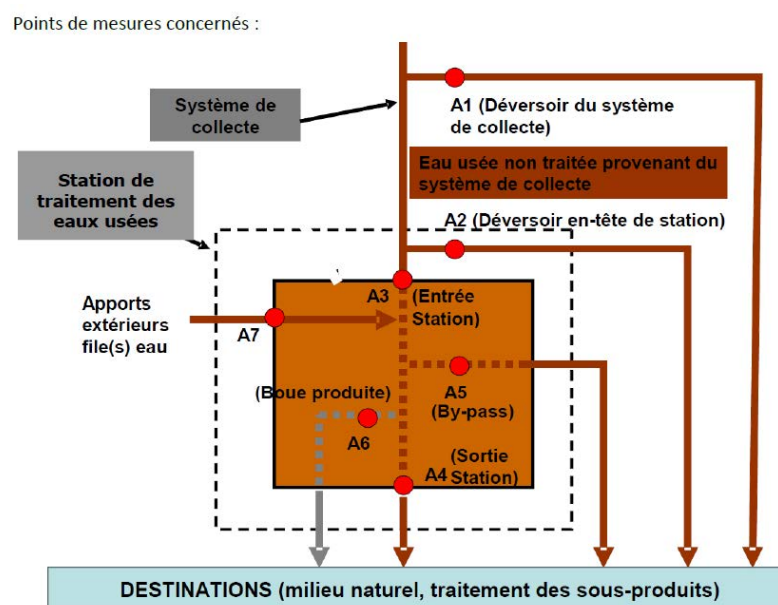 Points de mesures concernés :
Système de
collecte
A1 (Déversoir du système
de collecte)
Eau usée non traitée provenant du
système de collecte
Station de
traitement des
eaux usées
A2 (Déversoir en-tête de station)
A3 (Entrée
Station)
Apports
extérieurs
file(s) eau
A7
(Boue produite)
A5
(By-pass)
A6
(Sortie
A4 Station)
DESTINATIONS (milieu naturel, traitement des sous-produits)